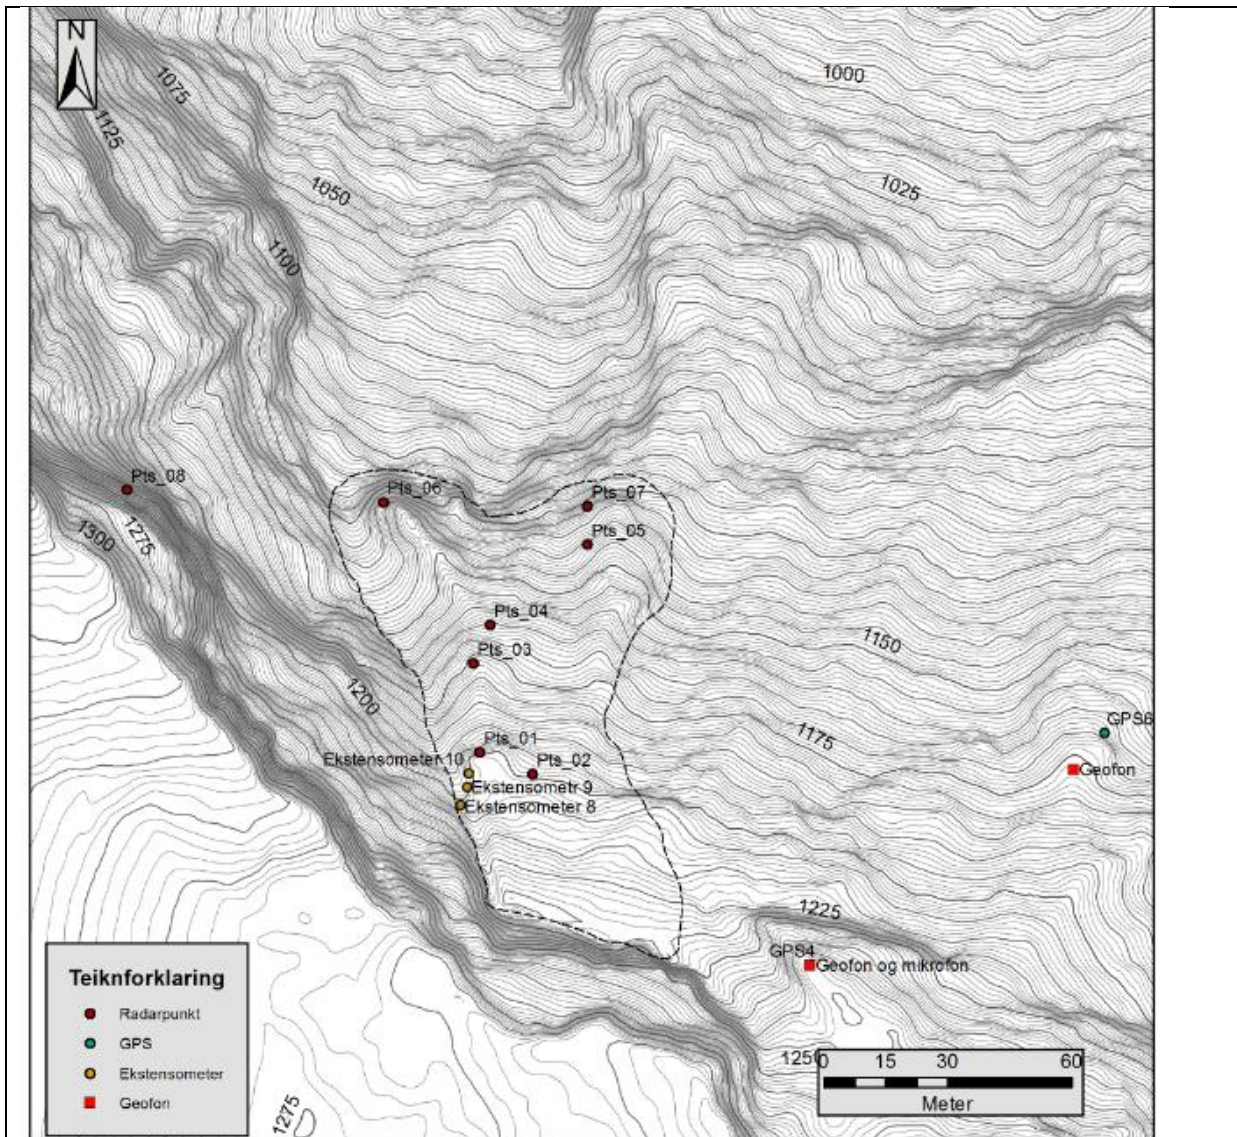 N
1075
1125
1000
1050
1025
1100
Pts_08
Pts_06
Pts_07
Pts_05
1300
1275
Pts_04
1150
Pts_03
1200
GPS6
1175
Pts_01
Ekstensometer 10
Pts_02
Geofon
Ekstensometr 9
Ekstensometer 8
1225
GPS4
Geofon og mikrofon
Teiknforklaring
Radarpunkt
GPS
Ekstensometer
Geofon
1275
1250
0 15 30 60
Meter